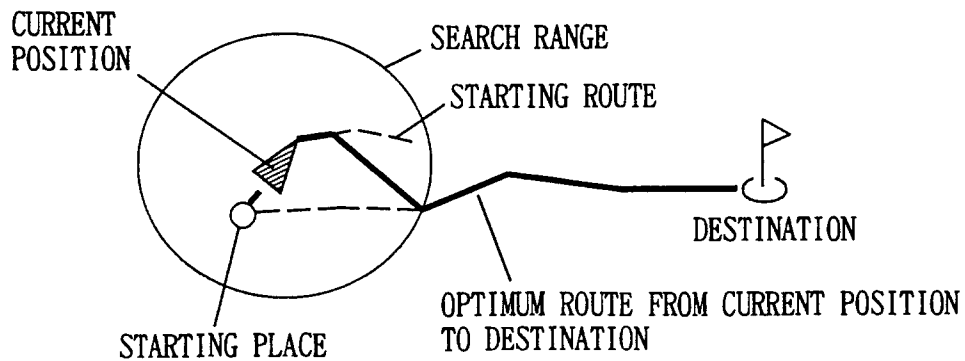 CURRENT
POSITION
SEARCH RANGE
STARTING ROUTE
DESTINATION
OPTIMUM ROUTE FROM CURRENT POSITION
TO DESTINATION
STARTING PLACE